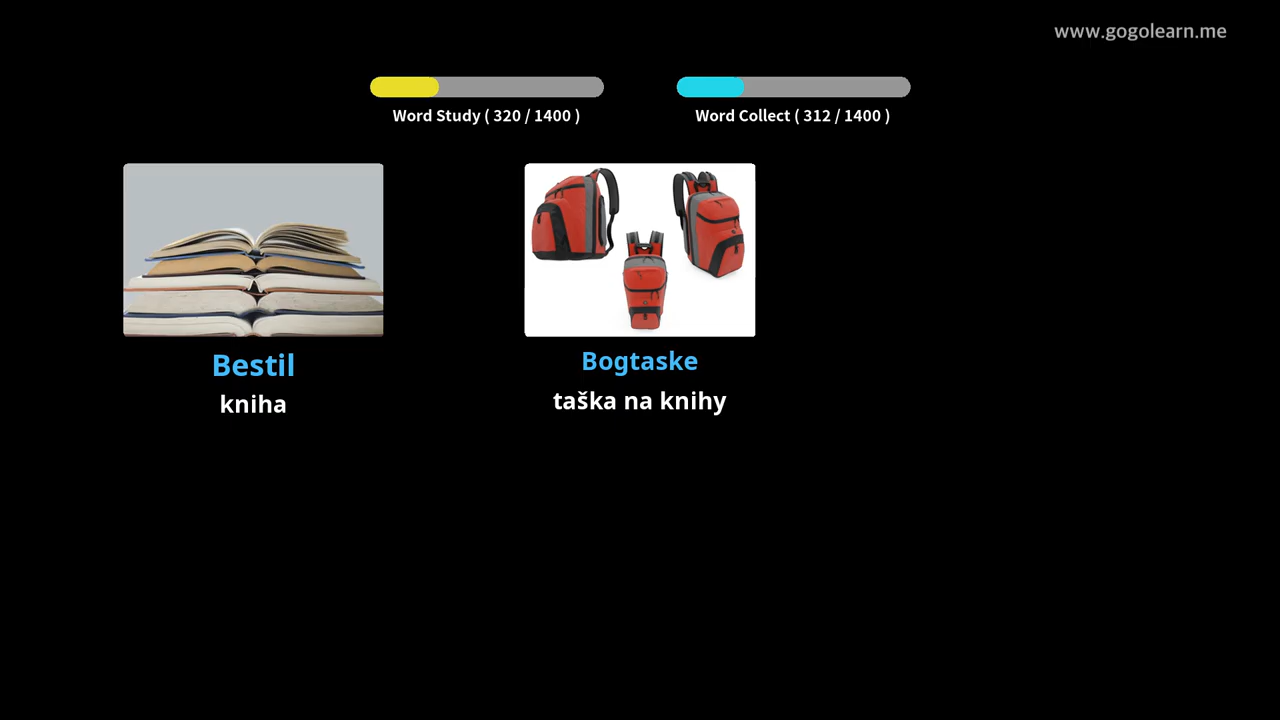 www.gogolearn.me
Word Study ( 320 / 1400 )
Word Collect ( 312 / 1400 )
Bestil
kniha
Bogtaske
taška na knihy